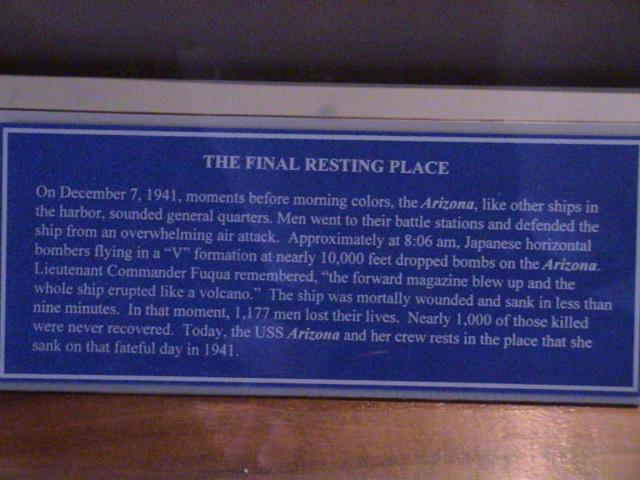 THE FINAL RESTING PLACE
On December 7, 1941, moments before morning colors, the Arizona, like other ships in
the harbor, sounded general quarters. Men went to their battle stations and defended the
ship from an overwhelming air attack. Approximately at 8:06 am, Japanese horizontal
bombers flying in a “V” formation at nearly 10,000 feet dropped bombs on the Arizona.
Lieutenant Commander Fuqua remembered, “the forward magazine blew up and the
whole ship erupted like a volcano.” The ship was mortally wounded and sank in less than
nine minutes. In that moment, 1,177 men lost their lives. Nearly 1,000 of those killed
were never recovered. Today, the USS Arizona and her crew rests in the place that she
sank on that fateful day in 1941.